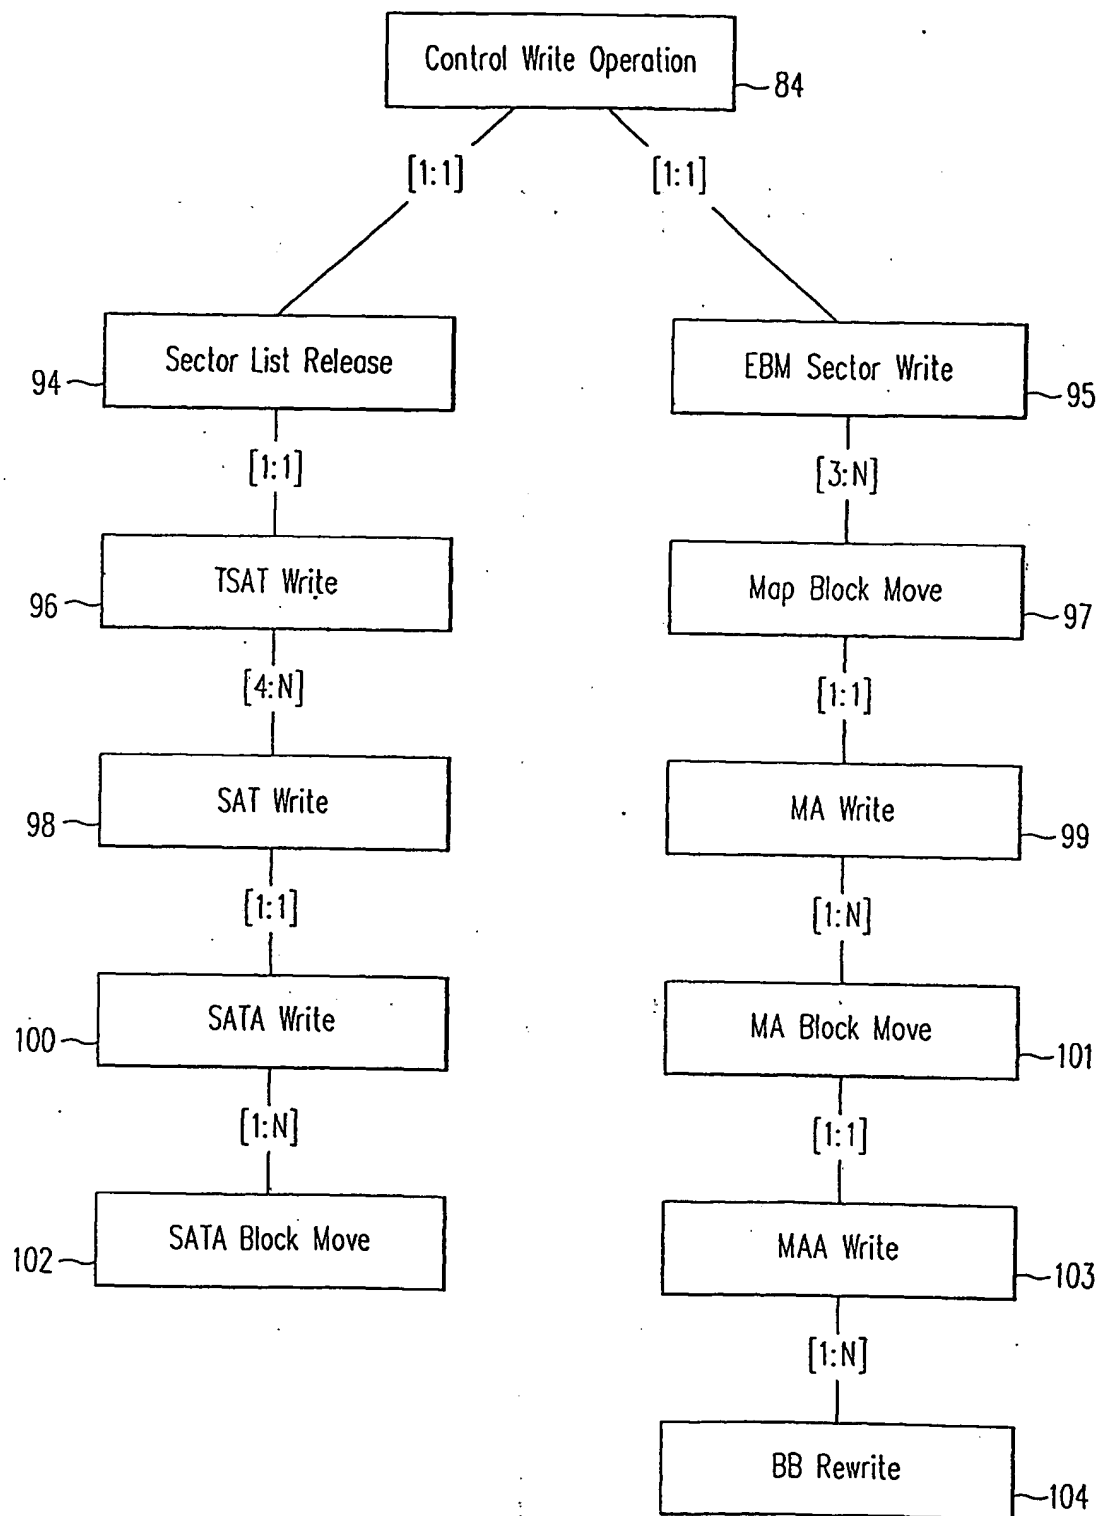 Control Write Operation
84
[1:1]
[1:1]
Sector List Release
94
EBM Sector Write
95
[1:1]
[3:N]
TSAT Write
96
Map Block Move
97
[4:N]
[1:1]
SAT Write
98
MA Write
99
[1:1]
[1:N]
SATA Write
100
MA Block Move
101
[1:N]
[1:1]
SATA Block Move
102
MAA Write
103
[1:N]
BB Rewrite
104